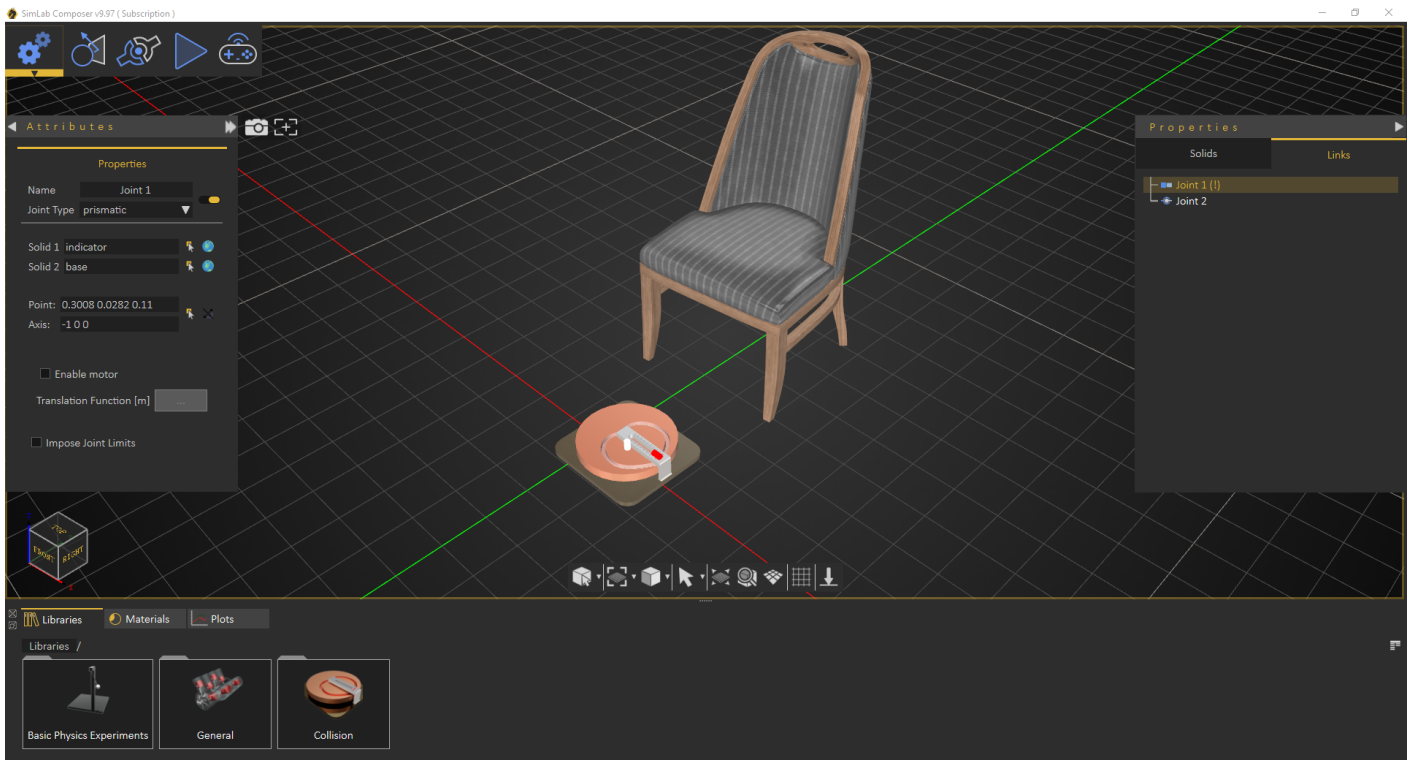 SimLab Composer v9.97 ( Subscription )
Attributes
Properties
Name Joint 1
Joint Type prismatic
Solid 1 indicator
Solid 2 base
Point: 0.3008 0.0282 0.11
Axis: -1 0 0
Enable motor
Translation Function [m] ...
Impose Joint Limits
Properties
Solids Links
Joint 1 (!)
Joint 2
TOP
FRONT RIGHT
x
Libraries Materials Plots
Libraries /
Basic Physics Experiments General Collision